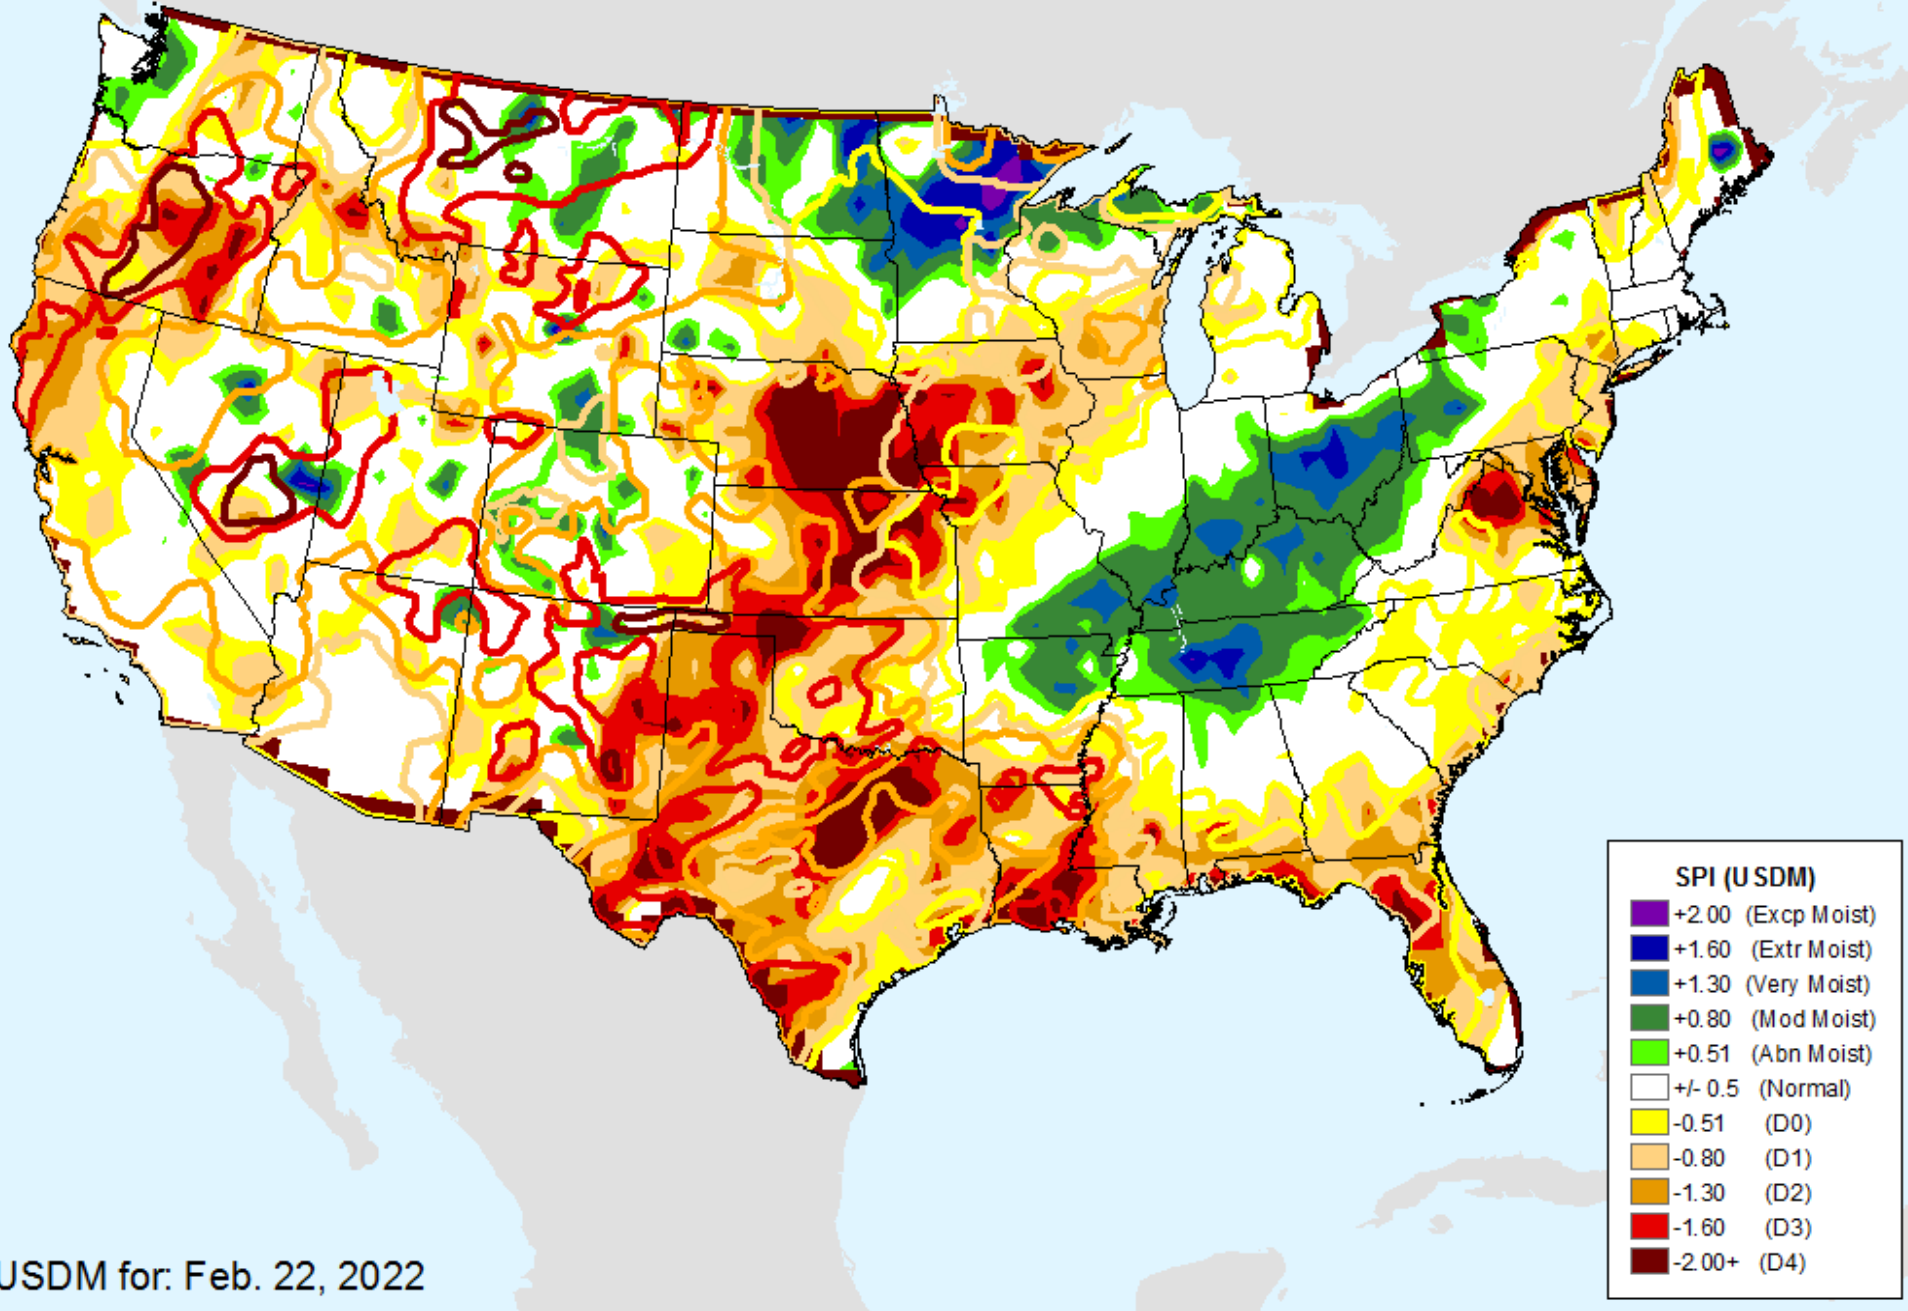 SPI (USDM)
+2.00 (Excp Moist)
+1.60 (Extr Moist)
+1.30 (Very Moist)
+0.80 (Mod Moist)
+0.51 (Abn Moist)
+/- 0.5 (Normal)
-0.51 (D0)
-0.80 (D1)
-1.30 (D2)
-1.60 (D3)
-2.00+ (D4)
USDM for: Feb. 22, 2022